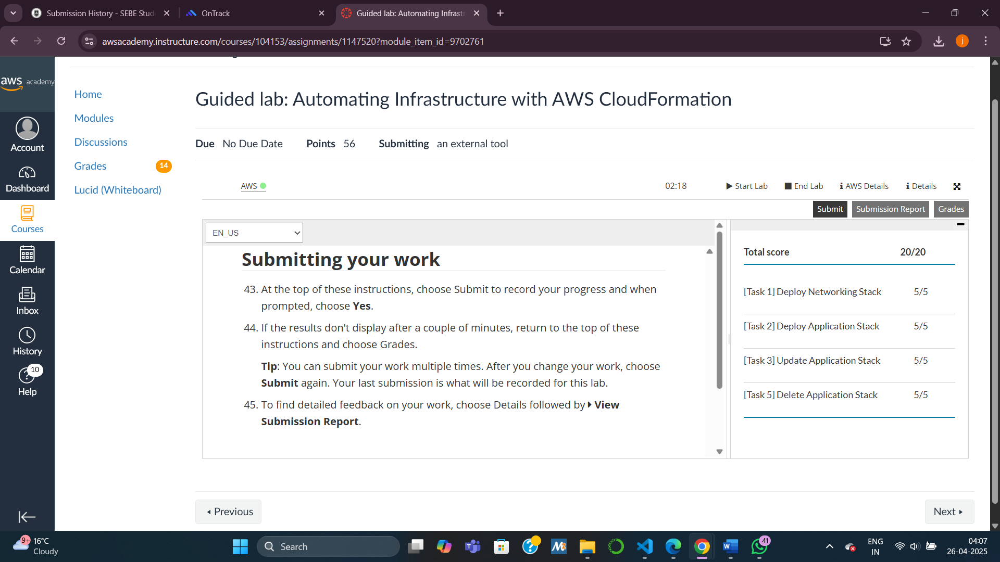 Submission History - SEBE Stud
OnTrack
Guided lab: Automating Infrastr
awsacademy.instructure.com/courses/104153/assignments/1147520?module_item_id=9702761
j
aws academy
Account
Dashboard
Courses
Calendar
Inbox
History
10
Help
Home
Modules
Discussions
Grades 14
Lucid (Whiteboard)
Guided lab: Automating Infrastructure with AWS CloudFormation
Due No Due Date Points 56 Submitting an external tool
AWS 02:18 Start Lab End Lab AWS Details Details
Submit Submission Report Grades
EN_US
Submitting your work
43. At the top of these instructions, choose Submit to record your progress and when
prompted, choose Yes.
44. If the results don't display after a couple of minutes, return to the top of these
instructions and choose Grades.
Tip: You can submit your work multiple times. After you change your work, choose
Submit again. Your last submission is what will be recorded for this lab.
45. To find detailed feedback on your work, choose Details followed by View
Submission Report.
Total score 20/20
[Task 1] Deploy Networking Stack 5/5
[Task 2] Deploy Application Stack 5/5
[Task 3] Update Application Stack 5/5
[Task 5] Delete Application Stack 5/5
Previous
Next
9+
16°C
Cloudy
Search
41
ENG
IN
04:07
26-04-2025